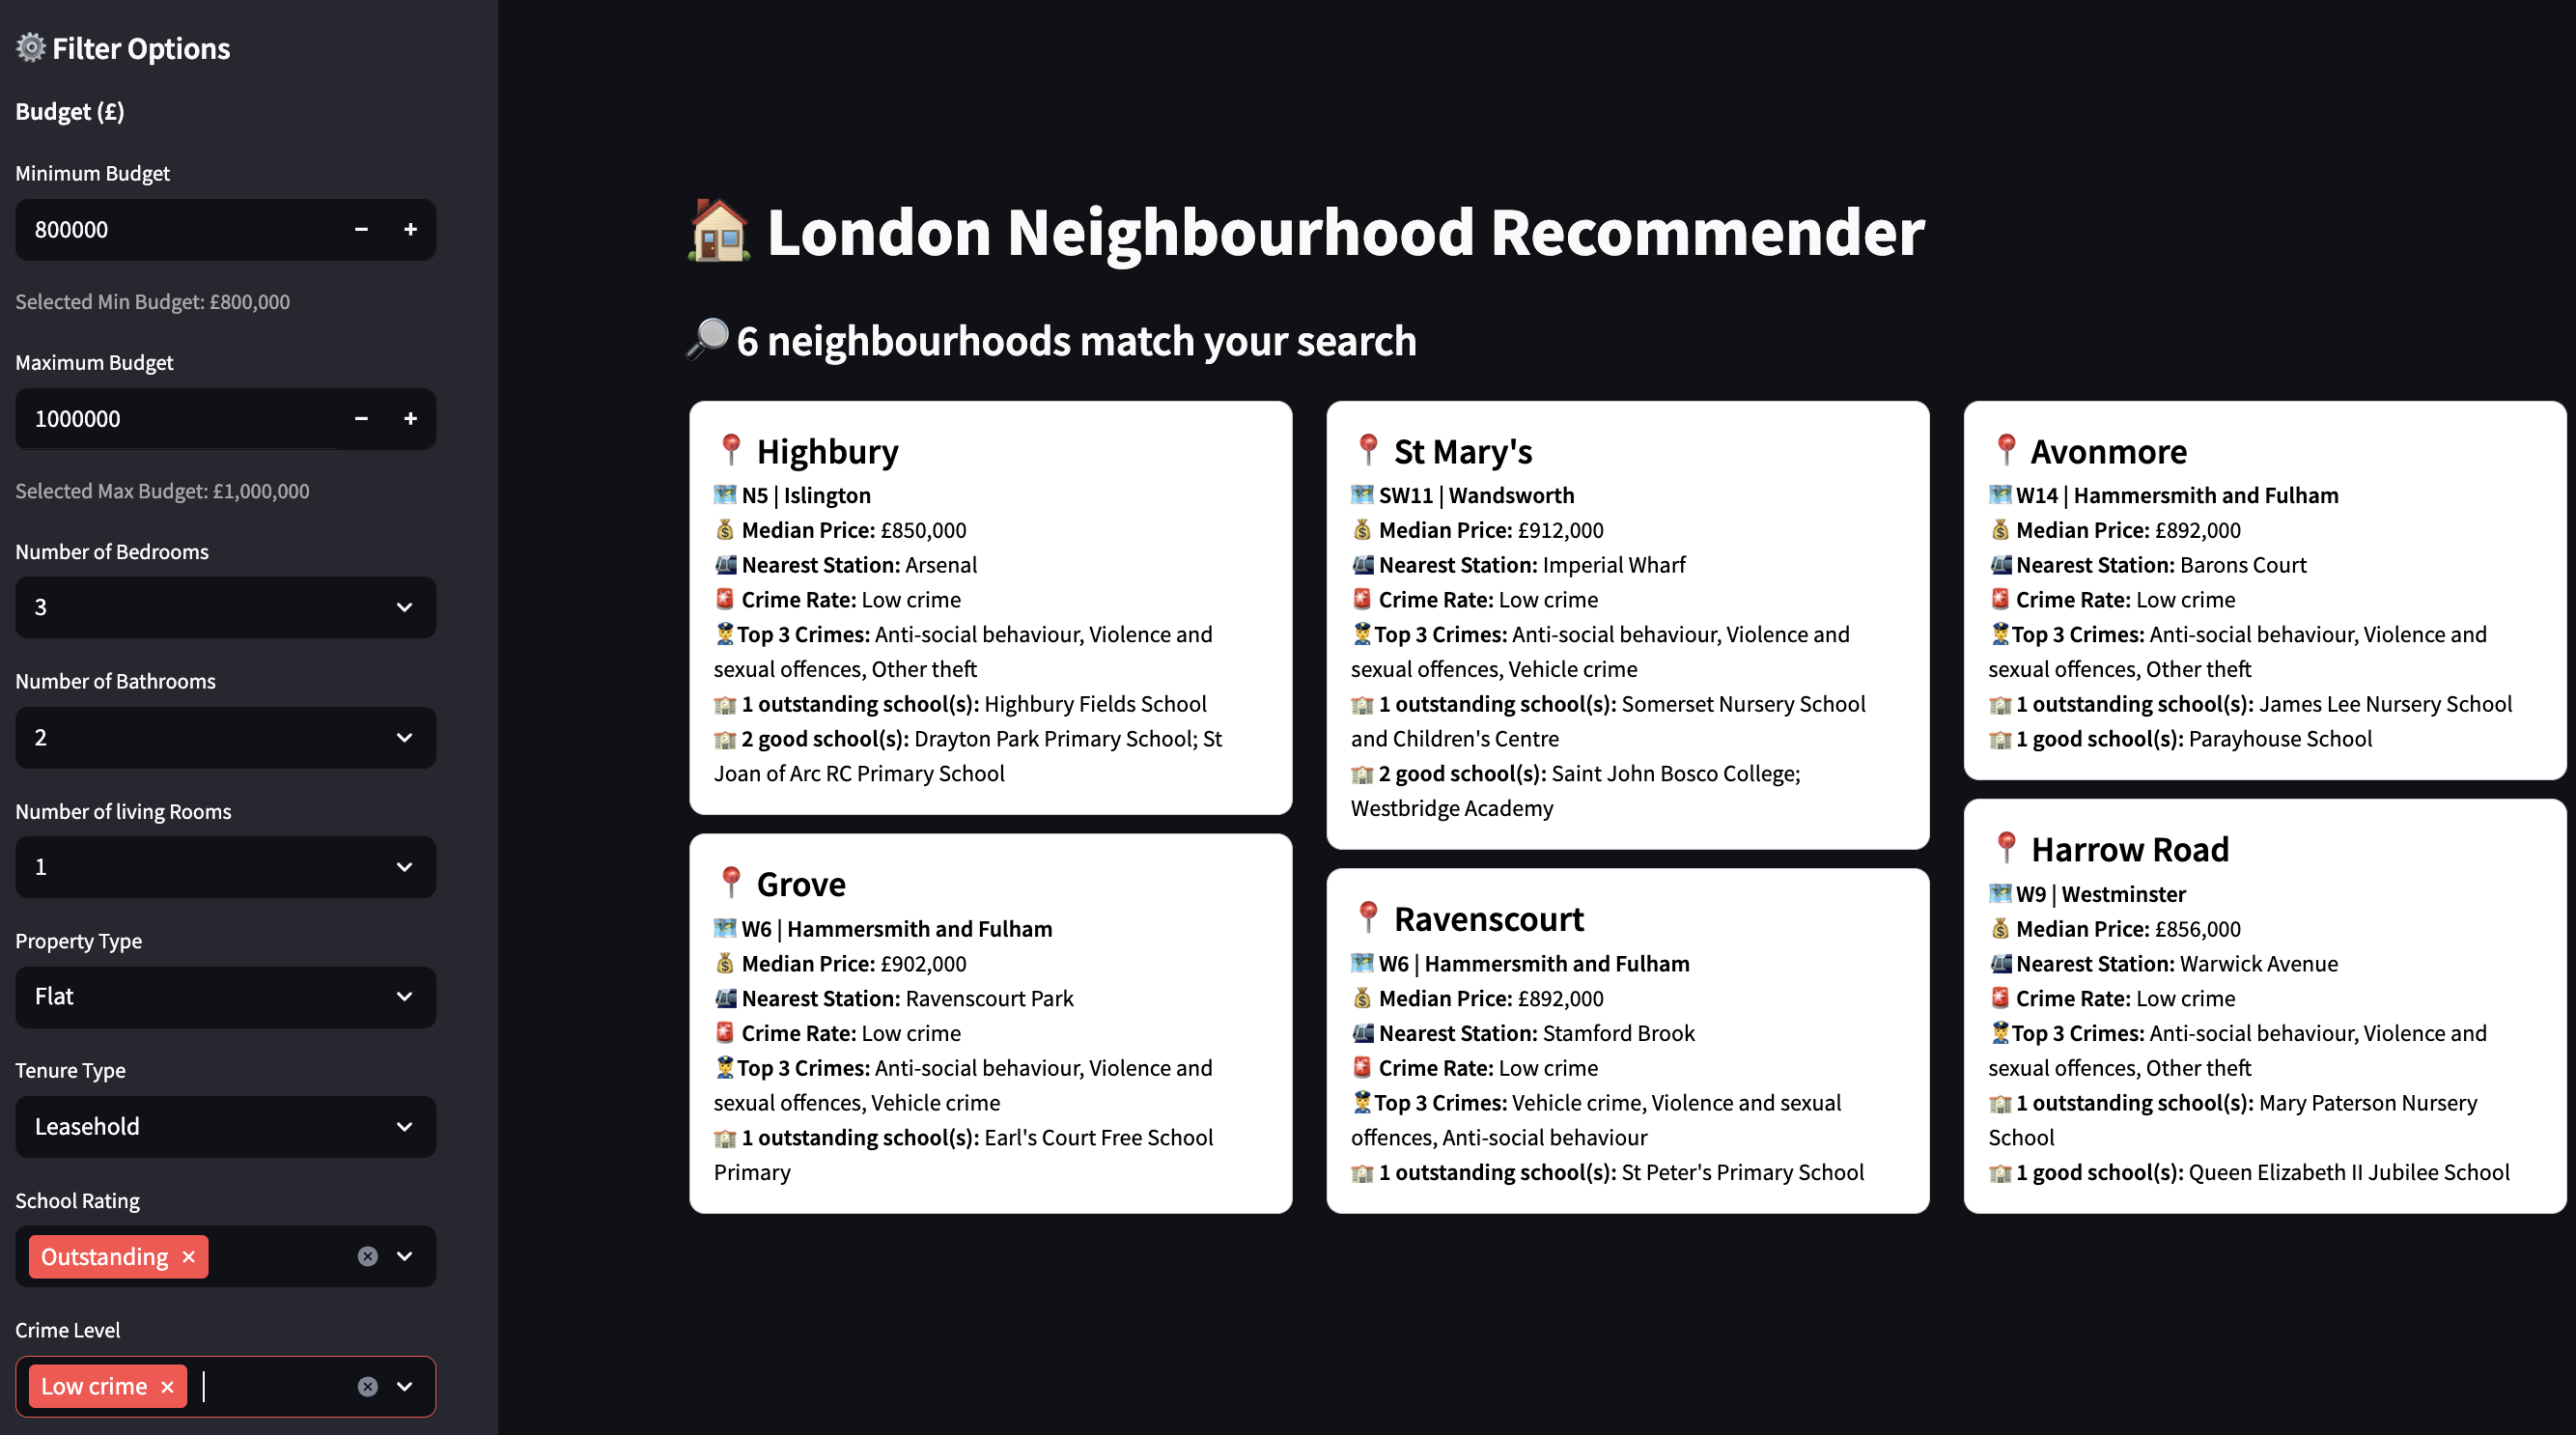 Filter Options
Budget (£)
Minimum Budget
800000
Selected Min Budget: £800,000
Maximum Budget
1000000
Selected Max Budget: £1,000,000
Number of Bedrooms
3
Number of Bathrooms
2
Number of living Rooms
1
Property Type
Flat
Tenure Type
Leasehold
School Rating
Outstanding
Crime Level
Low crime
London Neighbourhood Recommender
6 neighbourhoods match your search
Highbury
N5 | Islington
Median Price: £850,000
Nearest Station: Arsenal
Crime Rate: Low crime
Top 3 Crimes: Anti-social behaviour, Violence and
sexual offences, Other theft
1 outstanding school(s): Highbury Fields School
2 good school(s): Drayton Park Primary School; St
Joan of Arc RC Primary School
St Mary's
SW11 | Wandsworth
Median Price: £912,000
Nearest Station: Imperial Wharf
Crime Rate: Low crime
Top 3 Crimes: Anti-social behaviour, Violence and
sexual offences, Vehicle crime
1 outstanding school(s): Somerset Nursery School
and Children's Centre
2 good school(s): Saint John Bosco College;
Westbridge Academy
Avonmore
W14 | Hammersmith and Fulham
Median Price: £892,000
Nearest Station: Barons Court
Crime Rate: Low crime
Top 3 Crimes: Anti-social behaviour, Violence and
sexual offences, Other theft
1 outstanding school(s): James Lee Nursery School
1 good school(s): Parayhouse School
Grove
W6 | Hammersmith and Fulham
Median Price: £902,000
Nearest Station: Ravenscourt Park
Crime Rate: Low crime
Top 3 Crimes: Anti-social behaviour, Violence and
sexual offences, Vehicle crime
1 outstanding school(s): Earl's Court Free School
Primary
Ravenscourt
W6 | Hammersmith and Fulham
Median Price: £892,000
Nearest Station: Stamford Brook
Crime Rate: Low crime
Top 3 Crimes: Vehicle crime, Violence and sexual
offences, Anti-social behaviour
1 outstanding school(s): St Peter's Primary School
Harrow Road
W9 | Westminster
Median Price: £856,000
Nearest Station: Warwick Avenue
Crime Rate: Low crime
Top 3 Crimes: Anti-social behaviour, Violence and
sexual offences, Other theft
1 outstanding school(s): Mary Paterson Nursery
School
1 good school(s): Queen Elizabeth II Jubilee School